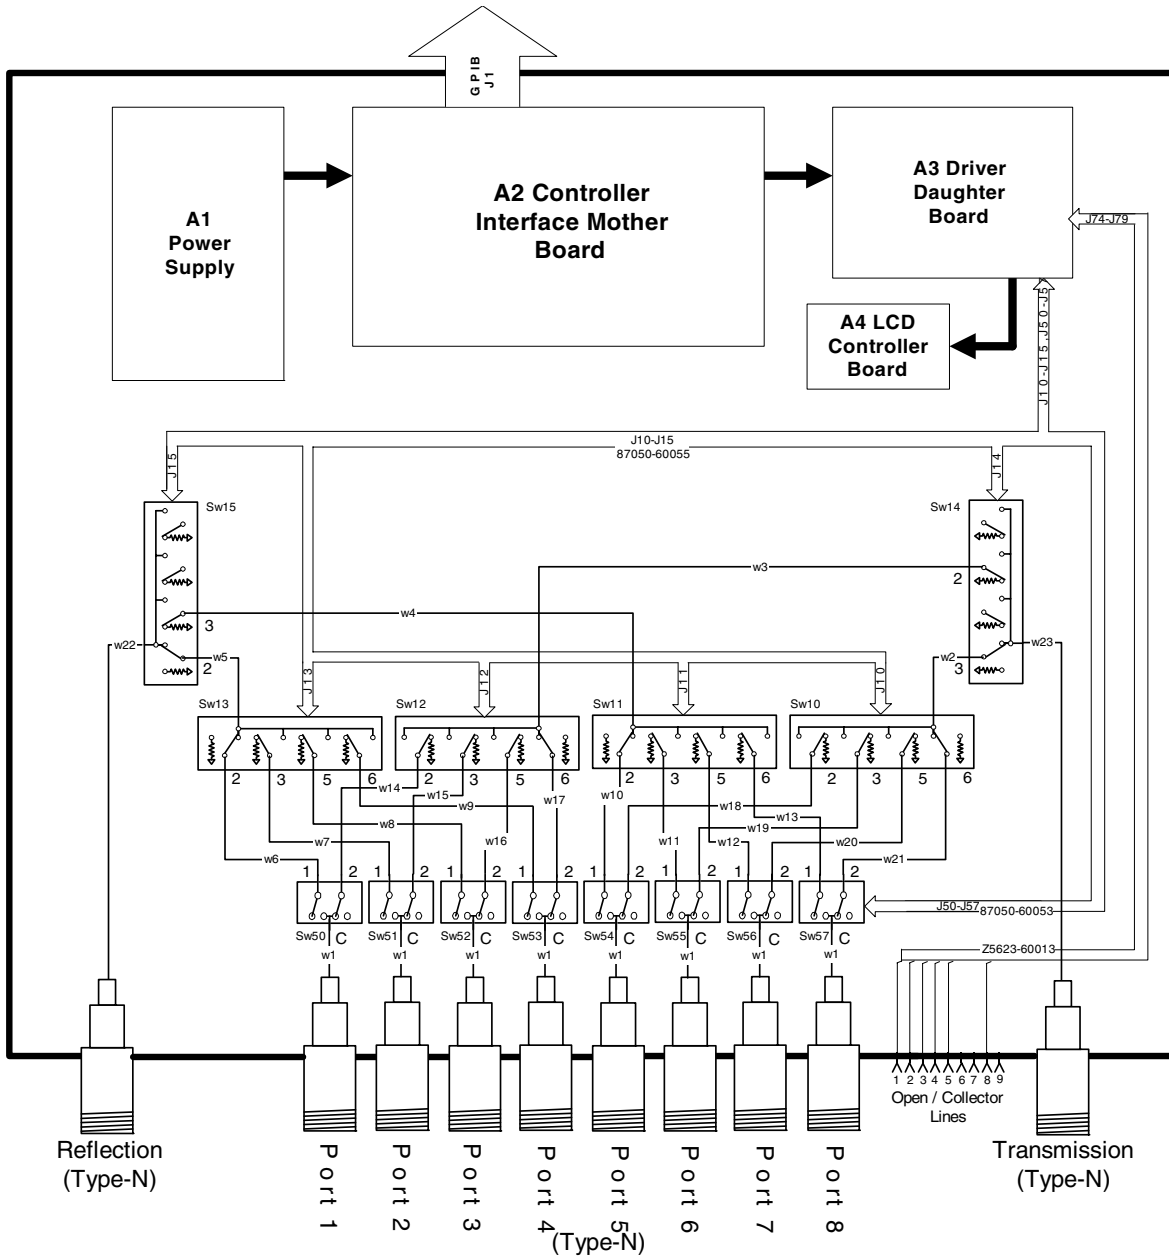 GPIB
J1
A1
Power
Supply
A2 Controller
Interface Mother
Board
A3 Driver
Daughter
Board
J74-J79
A4 LCD
Controller
Board
J10-J15,J50-J5
J10-J15
87050-60055
J15
J14
Sw15
Sw14
w3
2
w4
3
w22
w23
w5
2
w2
3
J13
J12
J11
J10
Sw13
Sw12
Sw11
Sw10
2
3
5
6
2
3
5
6
2
3
5
6
2
3
5
6
w14
w15
w9
w17
w10
w18
w13
w8
w19
w7
w16
w11
w12
w20
w6
w21
1
2
1
2
1
2
1
2
1
2
1
2
1
2
1
2
J50-J57
87050-60053
Sw50
C
Sw51
C
Sw52
C
Sw53
C
Sw54
C
Sw55
C
Sw56
C
Sw57
C
w1
w1
w1
w1
w1
w1
w1
w1
Z5623-60013
1
2
3
4
5
6
7
8
9
Open / Collector
Lines
Reflection
(Type-N)
Port 1
Port 2
Port 3
Port 4
Port 5
Port 6
Port 7
Port 8
(Type-N)
Transmission
(Type-N)